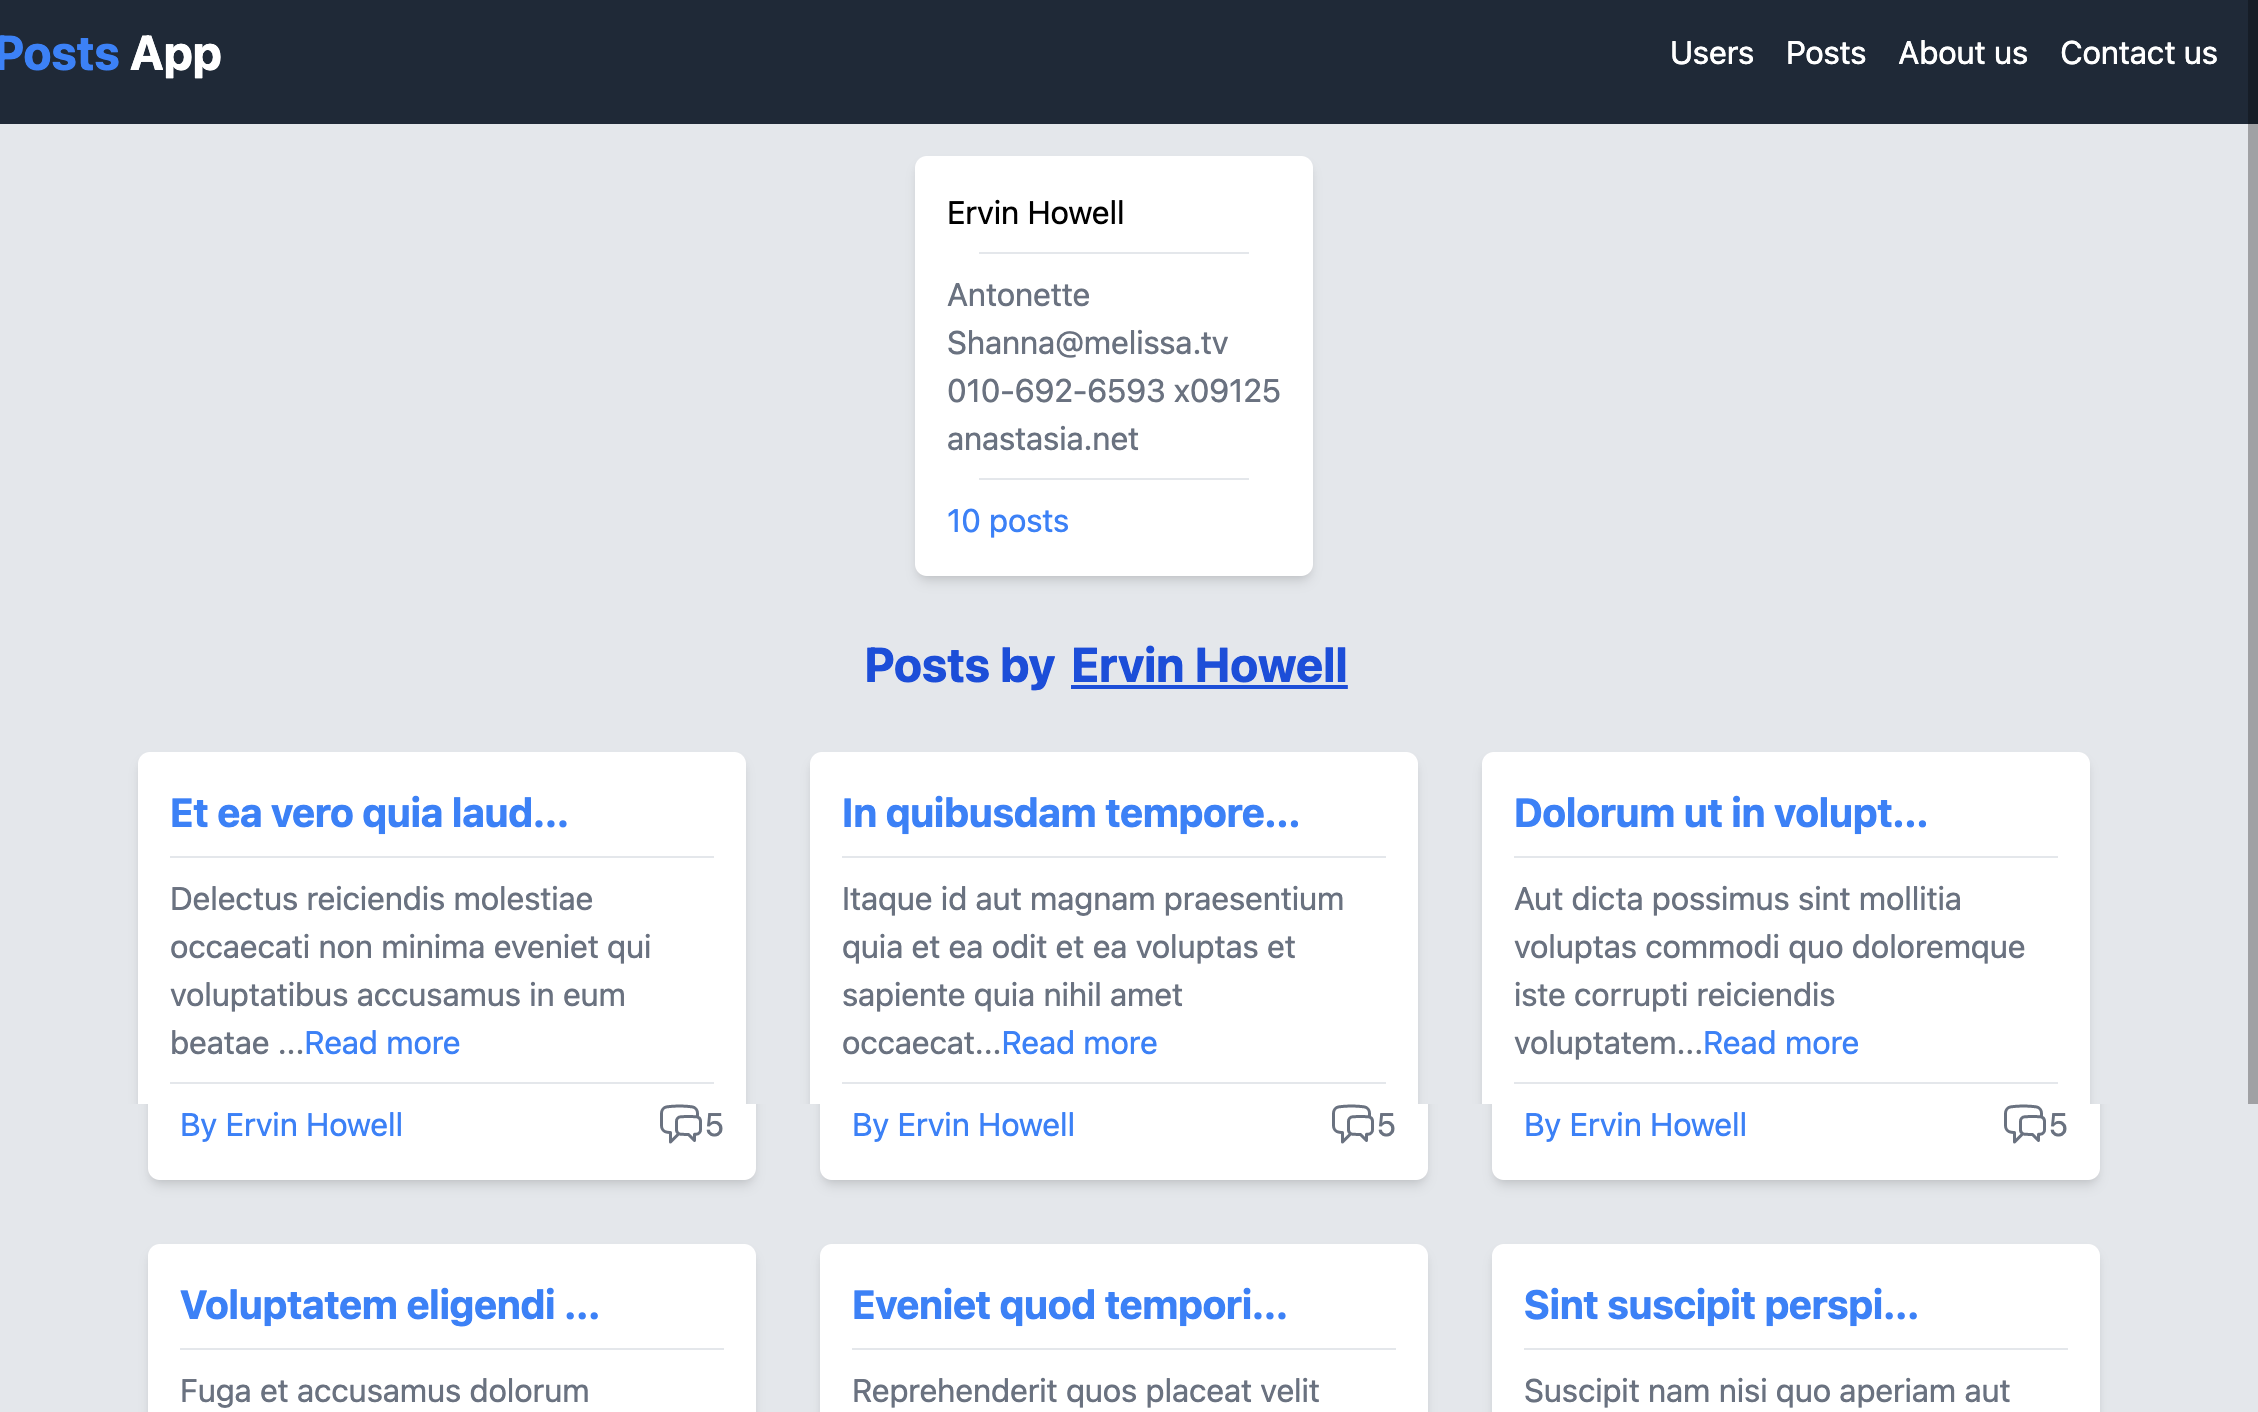 Posts App
Users Posts About us Contact us
Ervin Howell
Antonette
Shanna@melissa.tv
010-692-6593 x09125
anastasia.net
10 posts
Posts by Ervin Howell
Et ea vero quia laud...
Delectus reiciendis molestiae
occaecati non minima eveniet qui
voluptatibus accusamus in eum
beatae ...Read more
By Ervin Howell 5
In quibusdam tempore...
Itaque id aut magnam praesentium
quia et ea odit et ea voluptas et
sapiente quia nihil amet
occaecat...Read more
By Ervin Howell 5
Dolorum ut in volupt...
Aut dicta possimus sint mollitia
voluptas commodi quo doloremque
iste corrupti reiciendis
voluptatem...Read more
By Ervin Howell 5
Voluptatem eligendi ...
Fuga et accusamus dolorum
Eveniet quod tempori...
Reprehenderit quos placeat velit
Sint suscipit perspi...
Suscipit nam nisi quo aperiam aut